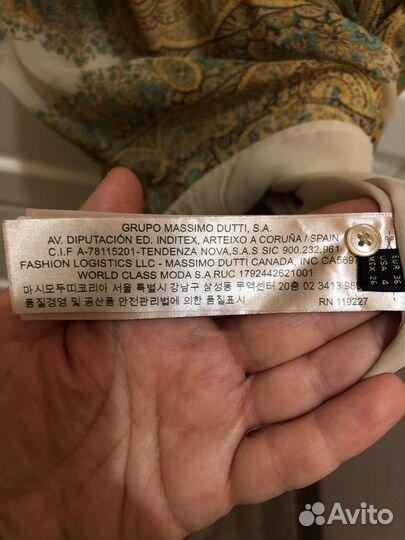 GRUPO MASSIMO DUTTI, S.A.
AV. DIPUTACIÓN ED. INDITEX, ARTEIXO A CORUÑA / SPAIN
C.I.F A-78115201-TENDENZA NOVA,S.A.S SIC 900.232.961
FASHION LOGISTICS LLC - MASSIMO DUTTI CANADA, INC CA569
WORLD CLASS MODA S.A RUC 1792442621001
마시모두띠코리아 서울 특별시 강남구 삼성동 무역센터 20층 02 3413 98
품질경영 및 공산품 안전관리법에 의한 품질표시
RN 119227
EUR 36
USA 4
MEX 26
Avito